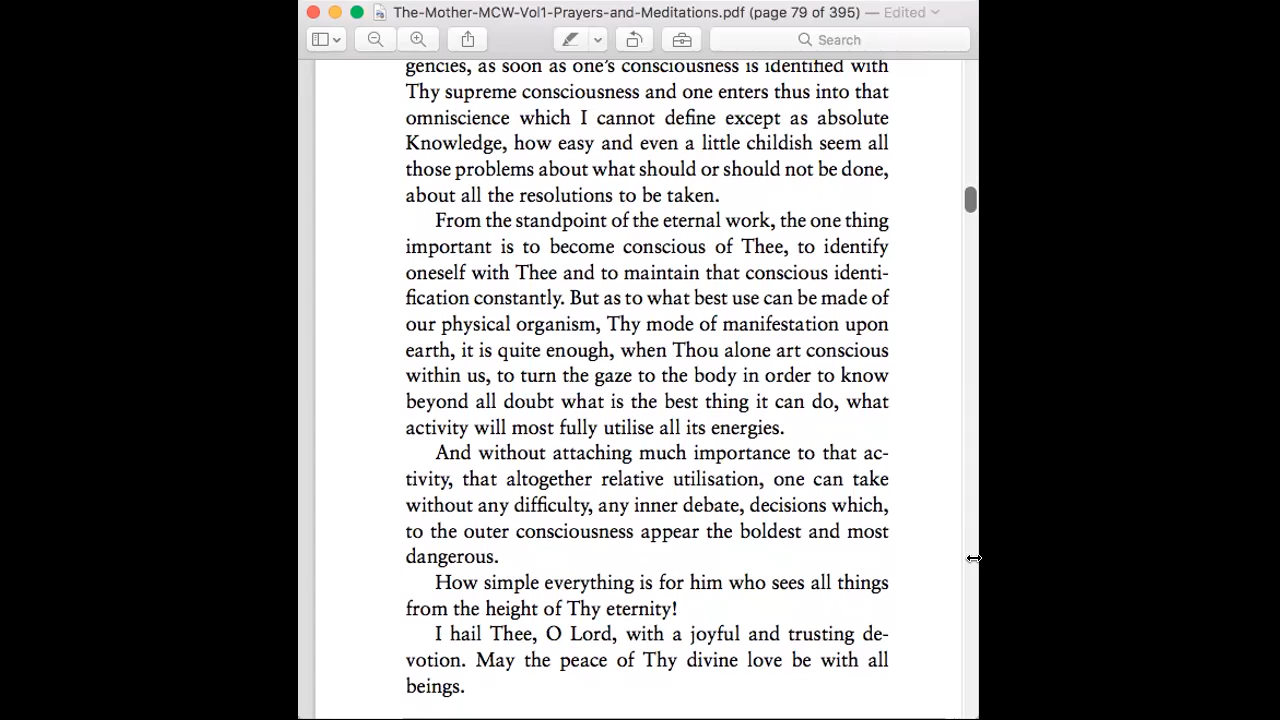 The-Mother-MCW-Vol1-Prayers-and-Meditations.pdf (page 79 of 395) — Edited
Search
gencies, as soon as one's consciousness is identified with
Thy supreme consciousness and one enters thus into that
omniscience which I cannot define except as absolute
Knowledge, how easy and even a little childish seem all
those problems about what should or should not be done,
about all the resolutions to be taken.
From the standpoint of the eternal work, the one thing
important is to become conscious of Thee, to identify
oneself with Thee and to maintain that conscious identi-
fication constantly. But as to what best use can be made of
our physical organism, Thy mode of manifestation upon
earth, it is quite enough, when Thou alone art conscious
within us, to turn the gaze to the body in order to know
beyond all doubt what is the best thing it can do, what
activity will most fully utilise all its energies.
And without attaching much importance to that ac-
tivity, that altogether relative utilisation, one can take
without any difficulty, any inner debate, decisions which,
to the outer consciousness appear the boldest and most
dangerous.
How simple everything is for him who sees all things
from the height of Thy eternity!
I hail Thee, O Lord, with a joyful and trusting de-
votion. May the peace of Thy divine love be with all
beings.